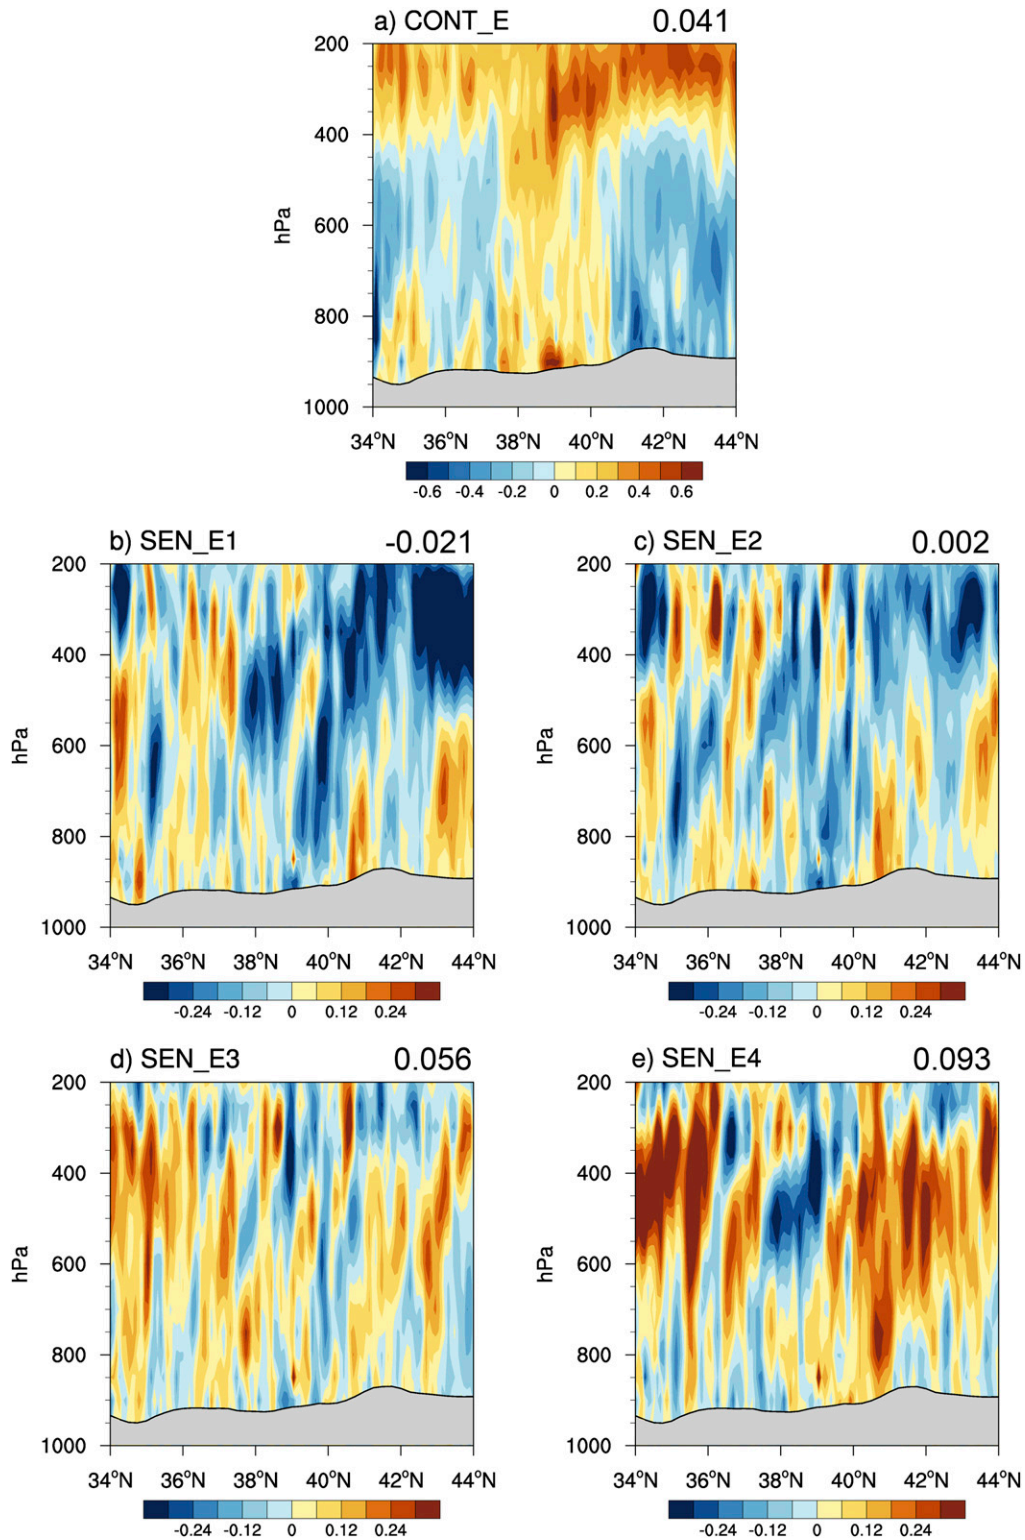 a) CONT_E 0.041
200
400
600
800
1000
hPa
34°N 36°N 38°N 40°N 42°N 44°N
-0.6 -0.4 -0.2 0 0.2 0.4 0.6
b) SEN_E1 -0.021
200
400
600
800
1000
hPa
34°N 36°N 38°N 40°N 42°N 44°N
-0.24 -0.12 0 0.12 0.24
c) SEN_E2 0.002
200
400
600
800
1000
hPa
34°N 36°N 38°N 40°N 42°N 44°N
-0.24 -0.12 0 0.12 0.24
d) SEN_E3 0.056
200
400
600
800
1000
hPa
34°N 36°N 38°N 40°N 42°N 44°N
-0.24 -0.12 0 0.12 0.24
e) SEN_E4 0.093
200
400
600
800
1000
hPa
34°N 36°N 38°N 40°N 42°N 44°N
-0.24 -0.12 0 0.12 0.24